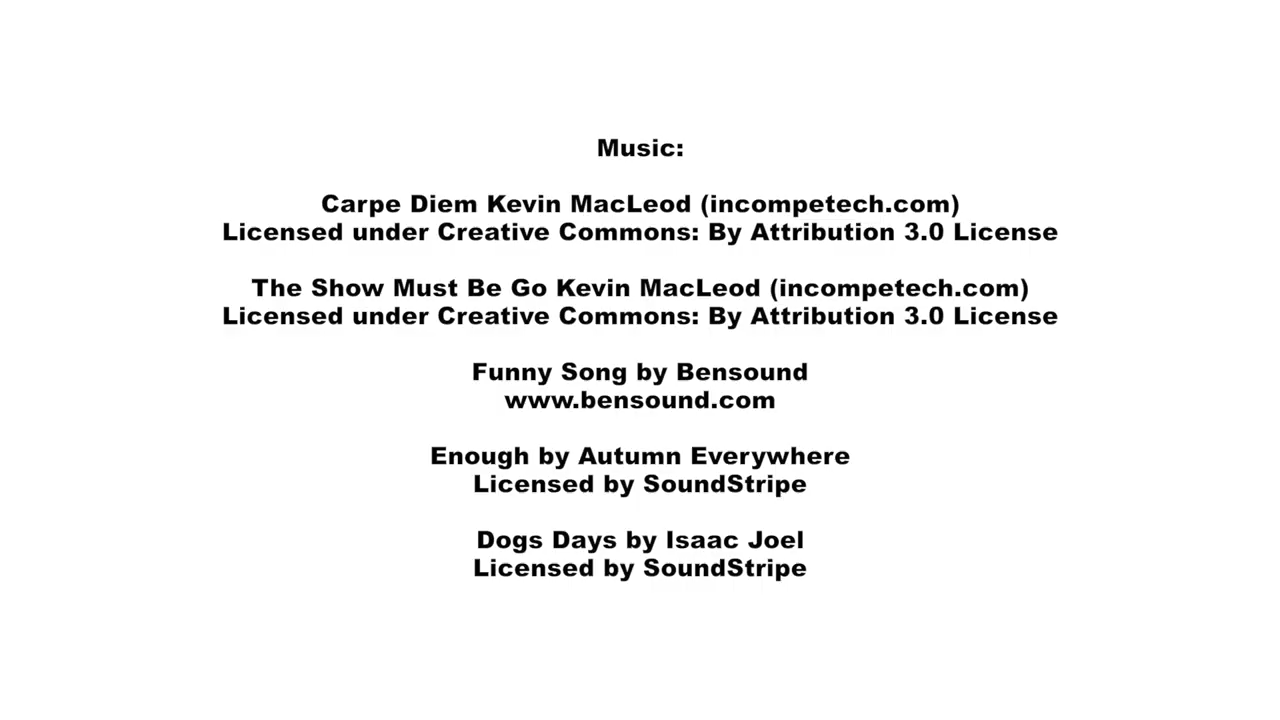 Music:
Carpe Diem Kevin MacLeod (incompetech.com)
Licensed under Creative Commons: By Attribution 3.0 License
The Show Must Be Go Kevin MacLeod (incompetech.com)
Licensed under Creative Commons: By Attribution 3.0 License
Funny Song by Bensound
www.bensound.com
Enough by Autumn Everywhere
Licensed by SoundStripe
Dogs Days by Isaac Joel
Licensed by SoundStripe